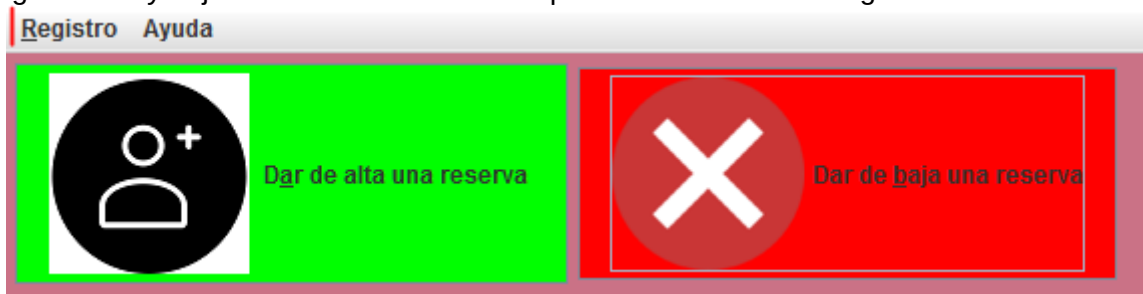 Registro Ayuda
Dar de alta una reserva
Dar de baja una reserva